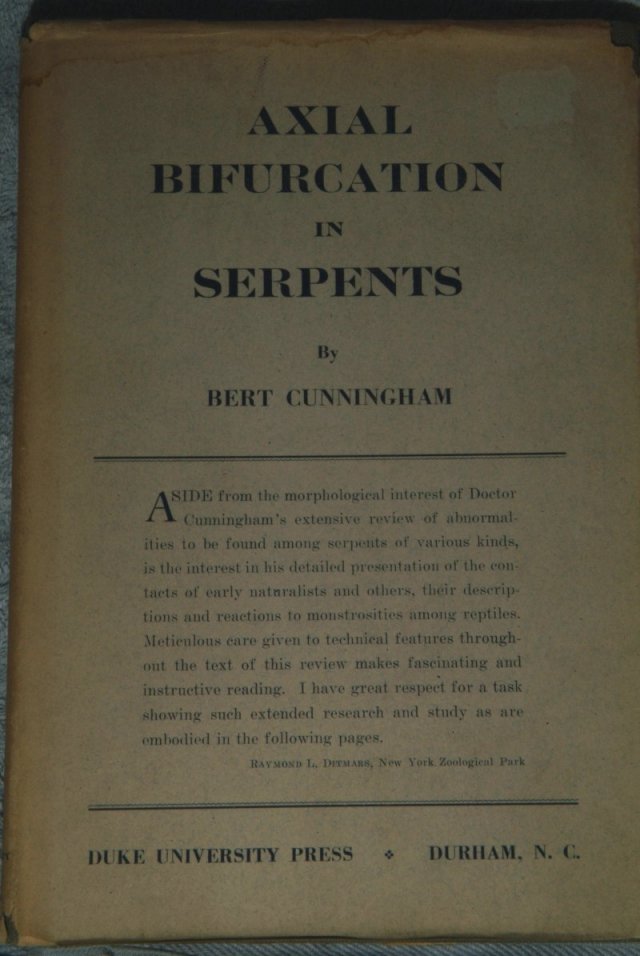 AXIAL
BIFURCATION
IN
SERPENTS
By
BERT CUNNINGHAM
ASIDE from the morphological interest of Doctor
Cunningham's extensive review of abnormal-
ities to be found among serpents of various kinds,
is the interest in his detailed presentation of the con-
tacts of early naturalists and others, their descrip-
tions and reactions to monstrosities among reptiles.
Meticulous care given to technical features through-
out the text of this review makes fascinating and
instructive reading. I have great respect for a task
showing such extended research and study as are
embodied in the following pages.
RAYMOND L. DITMARS, New York Zoological Park
DUKE UNIVERSITY PRESS ❖ DURHAM, N. C.